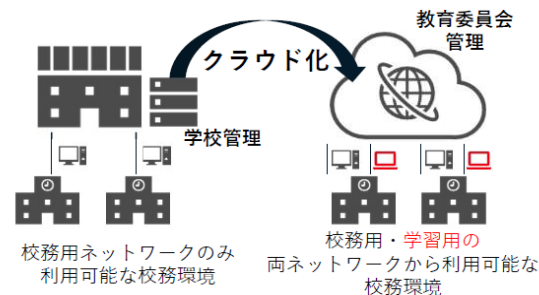 教育委員会
管理
クラウド化
学校管理
校務用ネットワークのみ
利用可能な校務環境
校務用・学習用の
両ネットワークから利用可能な
校務環境